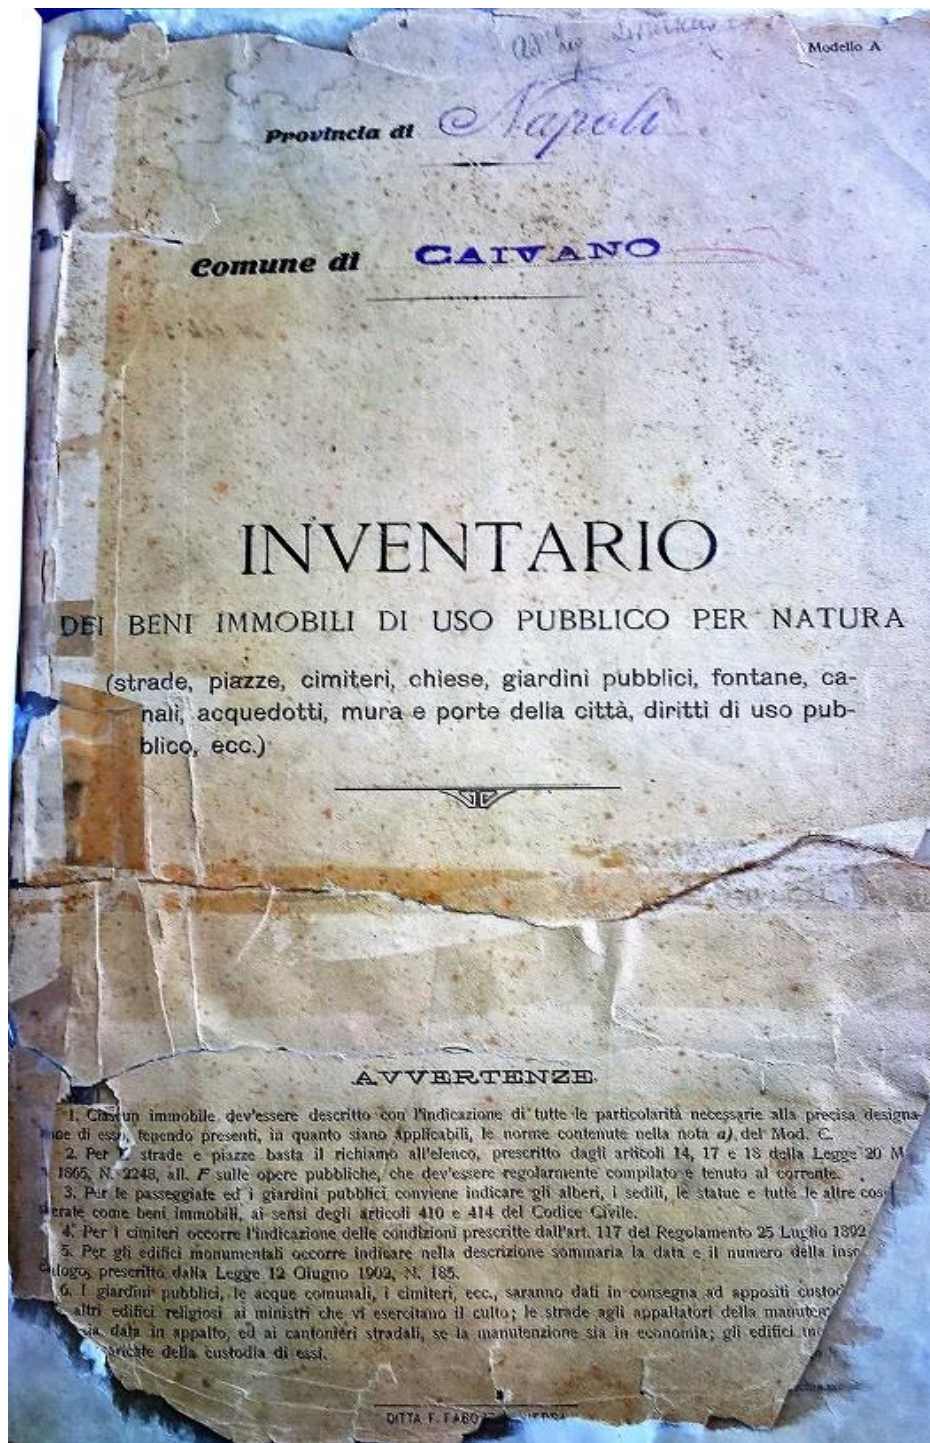 Modello A
Provincia di Napoli
Comune di CAIVANO
INVENTARIO
DEI BENI IMMOBILI DI USO PUBBLICO PER NATURA
(strade, piazze, cimiteri, chiese, giardini pubblici, fontane, ca-
nali, acquedotti, mura e porte della città, diritti di uso pub-
blico, ecc.)
AVVERTENZE
1. Ciascun immobile dev'essere descritto con l'indicazione di tutte le particolarità necessarie alla precisa designa-
ne di esso, tenendo presenti, in quanto siano applicabili, le norme contenute nella nota a) del Mod. C.
2. Per strade e piazze basta il richiamo all'elenco, prescritto dagli articoli 14, 17 e 18 della Legge 20 M
1865, N. 2248, all. F sulle opere pubbliche, che dev'essere regolarmente compilato e tenuto al corrente.
3. Per le passeggiate ed i giardini pubblici conviene indicare gli alberi, i sedili, le statue e tutte le altre cos
erate come beni immobili, ai sensi degli articoli 410 e 414 del Codice Civile.
4. Per i cimiteri occorre l'indicazione delle condizioni prescritte dall'art. 117 del Regolamento 25 Luglio 1892
5. Per gli edifici monumentali occorre indicare nella descrizione sommaria la data e il numero della
logo, prescritto dalla Legge 12 Giugno 1902, N. 185.
6. I giardini pubblici, le acque comunali, i cimiteri, ecc., saranno dati in consegna ad appositi custod
altri edifici religiosi ai ministri che vi esercitano il culto; le strade agli appaltatori della manuten
sia data in appalto, ed ai cantonieri stradali, se la manutenzione sia in economia; gli edifici
aricate della custodia di essi.
DITTA F.